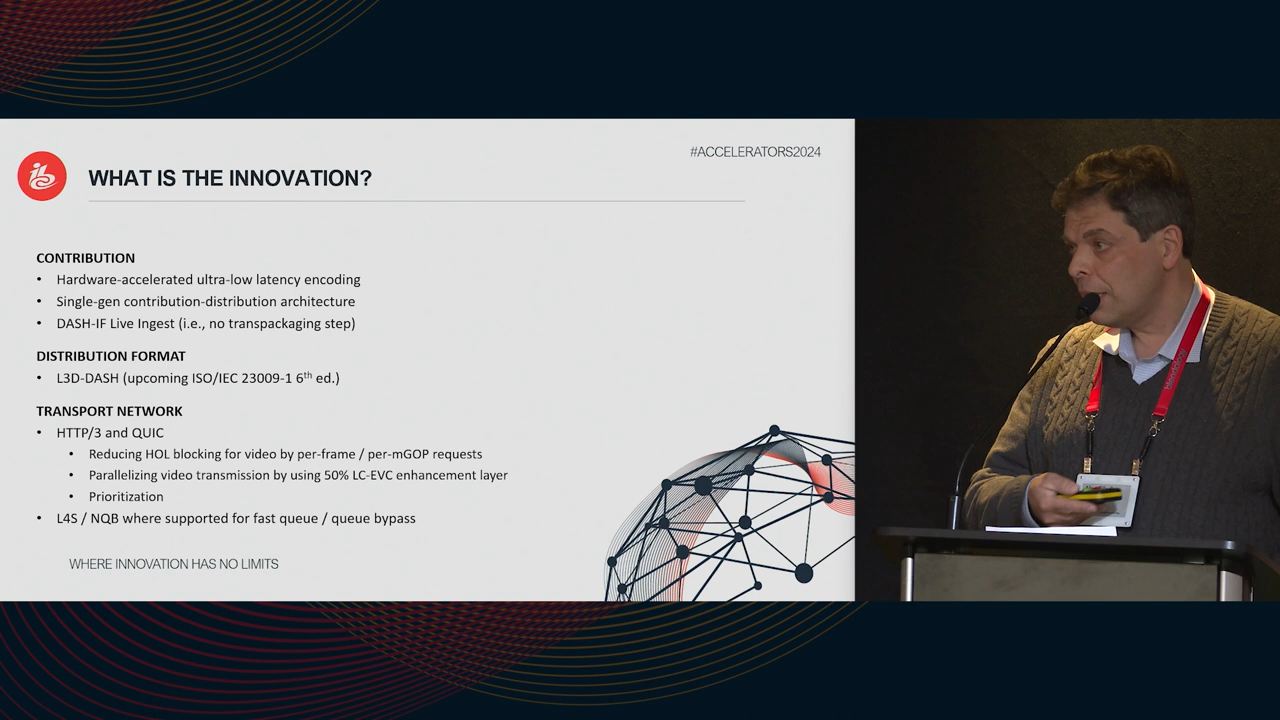 #ACCELERATORS2024
ibc
WHAT IS THE INNOVATION?
CONTRIBUTION
• Hardware-accelerated ultra-low latency encoding
• Single-gen contribution-distribution architecture
• DASH-IF Live Ingest (i.e., no transpackaging step)
DISTRIBUTION FORMAT
• L3D-DASH (upcoming ISO/IEC 23009-1 6th ed.)
TRANSPORT NETWORK
• HTTP/3 and QUIC
• Reducing HOL blocking for video by per-frame / per-mGOP requests
• Parallelizing video transmission by using 50% LC-EVC enhancement layer
• Prioritization
• L4S / NQB where supported for fast queue / queue bypass
WHERE INNOVATION HAS NO LIMITS